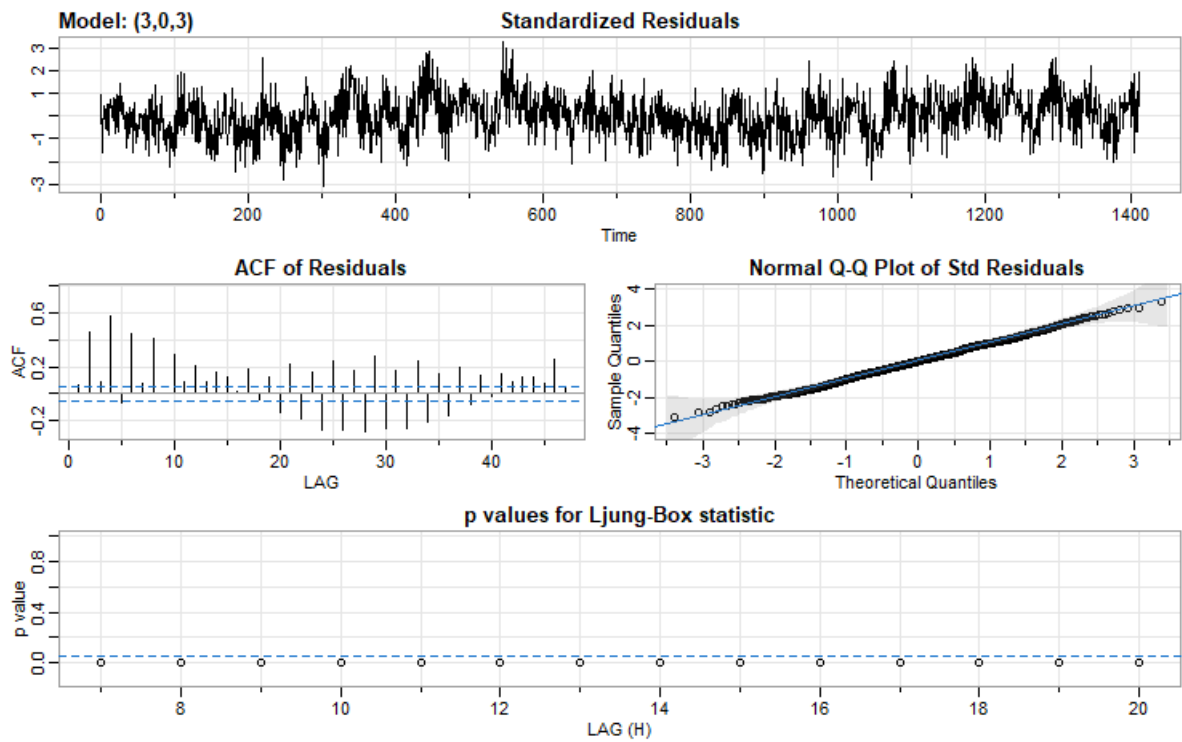 Model: (3,0,3) Standardized Residuals
3
2
1
-1
-3
0 200 400 600 800 1000 1200 1400
Time
ACF of Residuals
ACF
0.6
0.2
-0.2
0 10 20 30 40
LAG
Normal Q-Q Plot of Std Residuals
Sample Quantiles
4
2
0
-2
-4
-3 -2 -1 0 1 2 3
Theoretical Quantiles
p values for Ljung-Box statistic
p value
0.8
0.4
0.0
8 10 12 14 16 18 20
LAG (H)